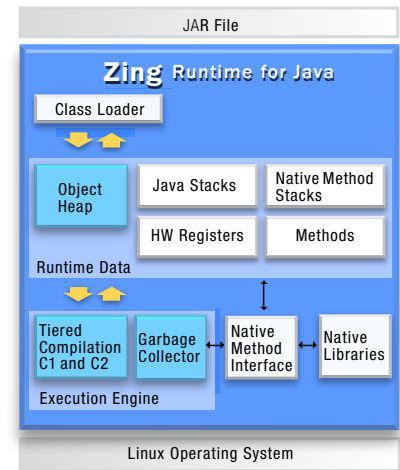 JAR File
Zing Runtime for Java
Class Loader
Object
Heap
Java Stacks
Native Method
Stacks
HW Registers
Methods
Runtime Data
Tiered
Compilation
C1 and C2
Garbage
Collector
Native
Method
Interface
Native
Libraries
Execution Engine
Linux Operating System